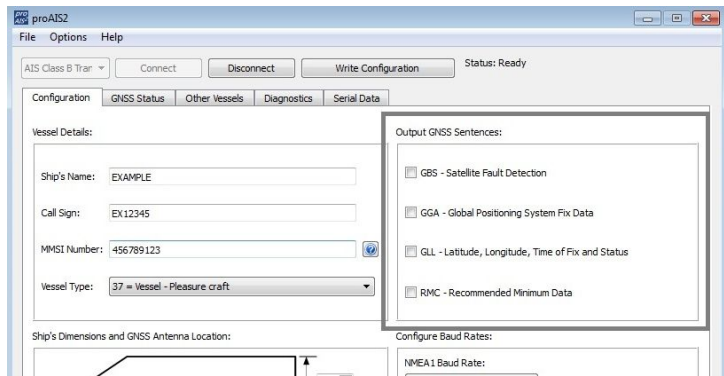 proAIS2
File Options Help
AIS Class B Tran Connect Disconnect Write Configuration Status: Ready
Configuration GNSS Status Other Vessels Diagnostics Serial Data
Vessel Details:
Ship's Name: EXAMPLE
Call Sign: EX12345
MMSI Number: 456789123
Vessel Type: 37 = Vessel - Pleasure craft
Output GNSS Sentences:
GBS - Satellite Fault Detection
GGA - Global Positioning System Fix Data
GLL - Latitude, Longitude, Time of Fix and Status
RMC - Recommended Minimum Data
Ship's Dimensions and GNSS Antenna Location:
Configure Baud Rates:
NMEA1 Baud Rate: